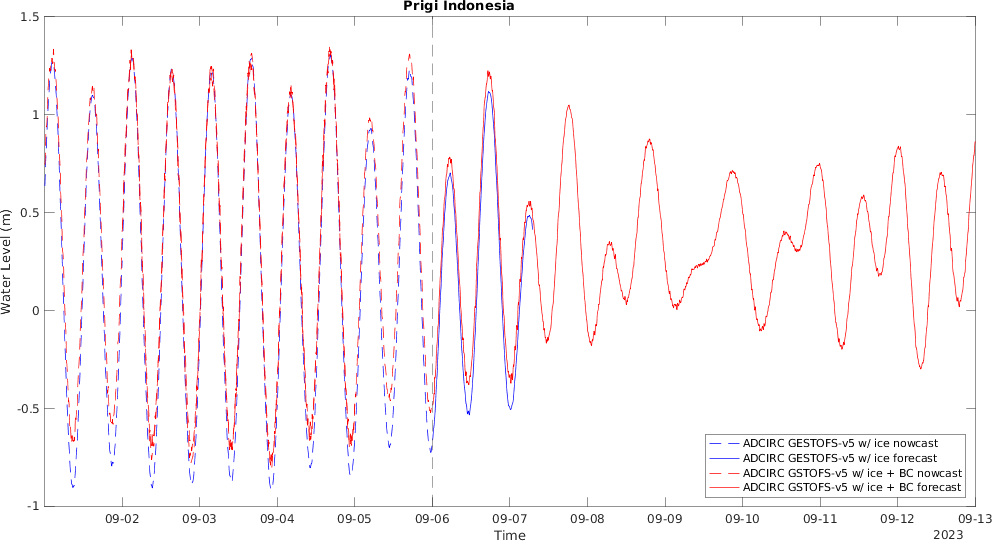 Prigi Indonesia
1.5
1
0.5
0
-0.5
-1
Water Level (m)
ADCIRC GESTOFS-v5 w/ ice nowcast
ADCIRC GESTOFS-v5 w/ ice forecast
ADCIRC GSTOFS-v5 w/ ice + BC nowcast
ADCIRC GSTOFS-v5 w/ ice + BC forecast
09-02 09-03 09-04 09-05 09-06 09-07 09-08 09-09 09-10 09-11 09-12 09-13
Time
2023